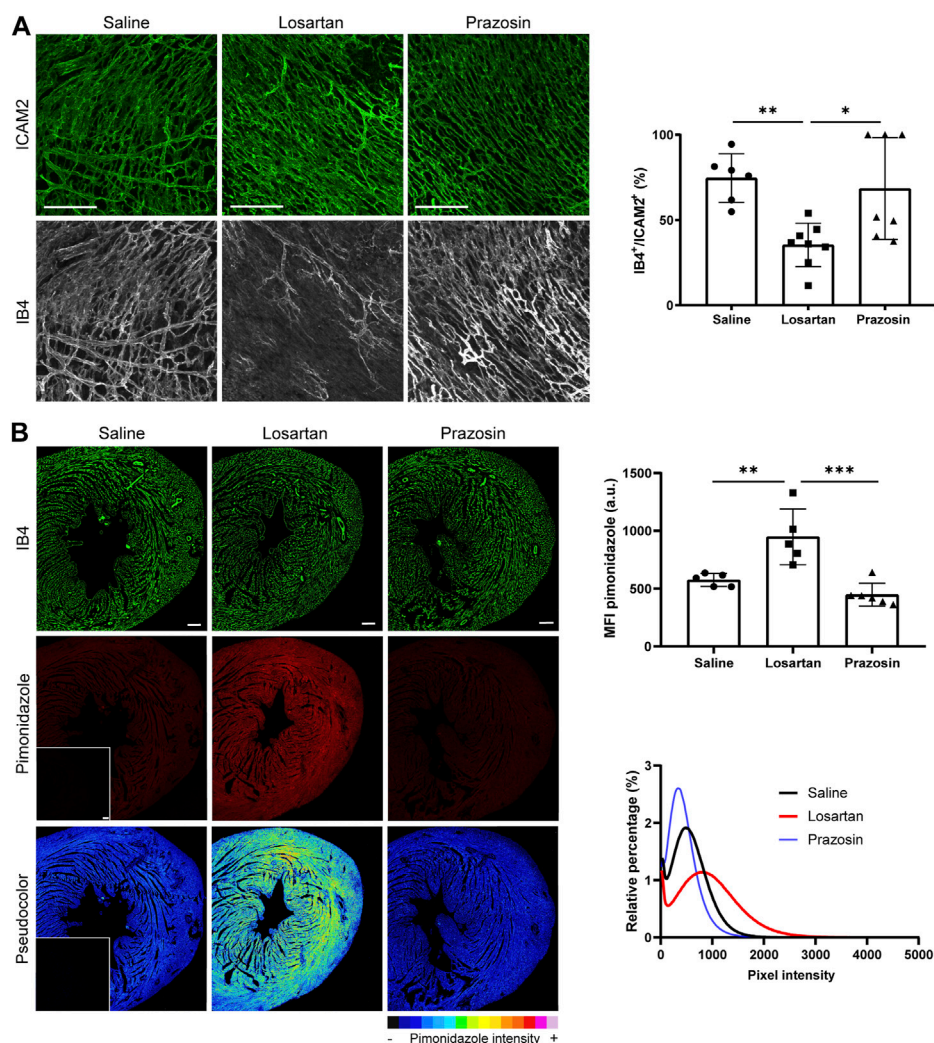 A
Saline Losartan Prazosin
ICAM2
IB4
** *
IB4+/ICAM2+ (%)
100
50
0
Saline Losartan Prazosin
B
Saline Losartan Prazosin
IB4
Pimonidazole
Pseudocolor
- Pimonidazole intensity +
** ***
MFI pimonidazole (a.u.)
1500
1000
500
0
Saline Losartan Prazosin
Relative percentage (%)
3
2
1
0
Saline
Losartan
Prazosin
0 1000 2000 3000 4000 5000
Pixel intensity